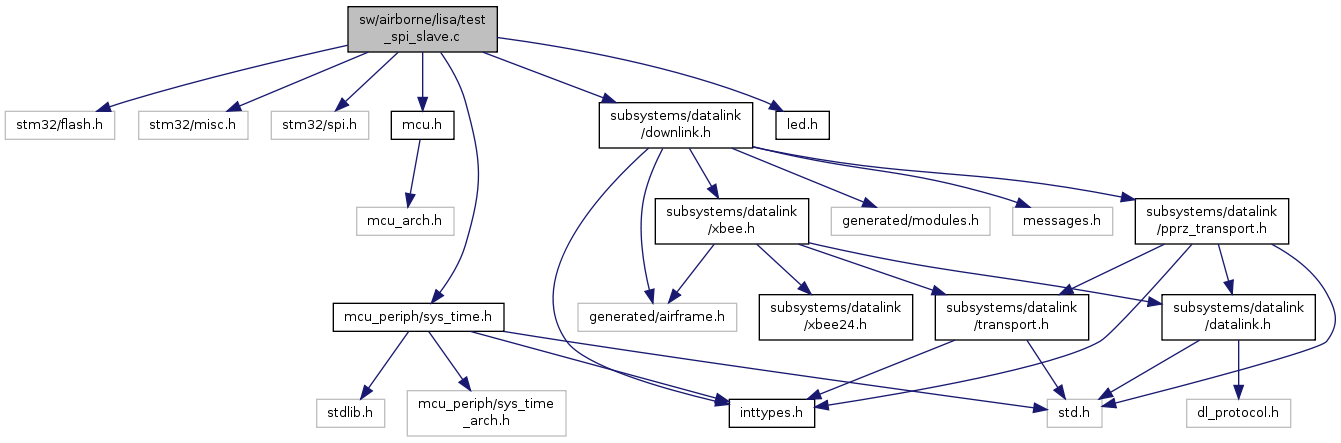 sw/airborne/lisa/test
_spi_slave.c
stm32/flash.h
stm32/misc.h
stm32/spi.h
mcu.h
subsystems/datalink
/downlink.h
led.h
mcu_arch.h
subsystems/datalink
/xbee.h
generated/modules.h
messages.h
subsystems/datalink
/pprz_transport.h
mcu_periph/sys_time.h
generated/airframe.h
subsystems/datalink
/xbee24.h
subsystems/datalink
/transport.h
subsystems/datalink
/datalink.h
stdlib.h
mcu_periph/sys_time
_arch.h
inttypes.h
std.h
dl_protocol.h